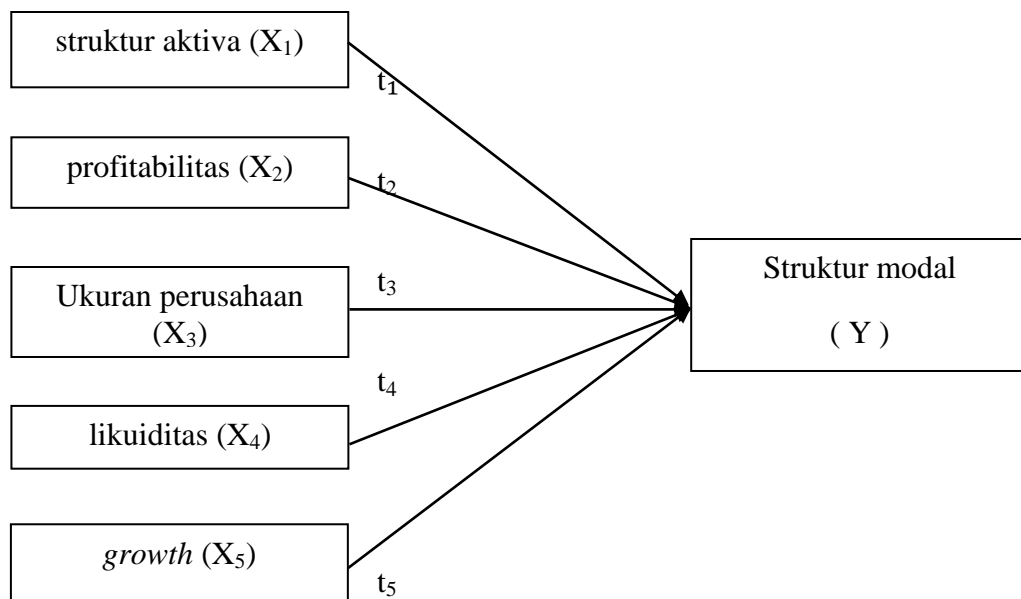 struktur aktiva (X₁)
t₁
profitabilitas (X₂)
t₂
Ukuran perusahaan
(X₃)
t₃
Struktur modal
( Y )
t₄
likuiditas (X₄)
growth (X₅)
t₅